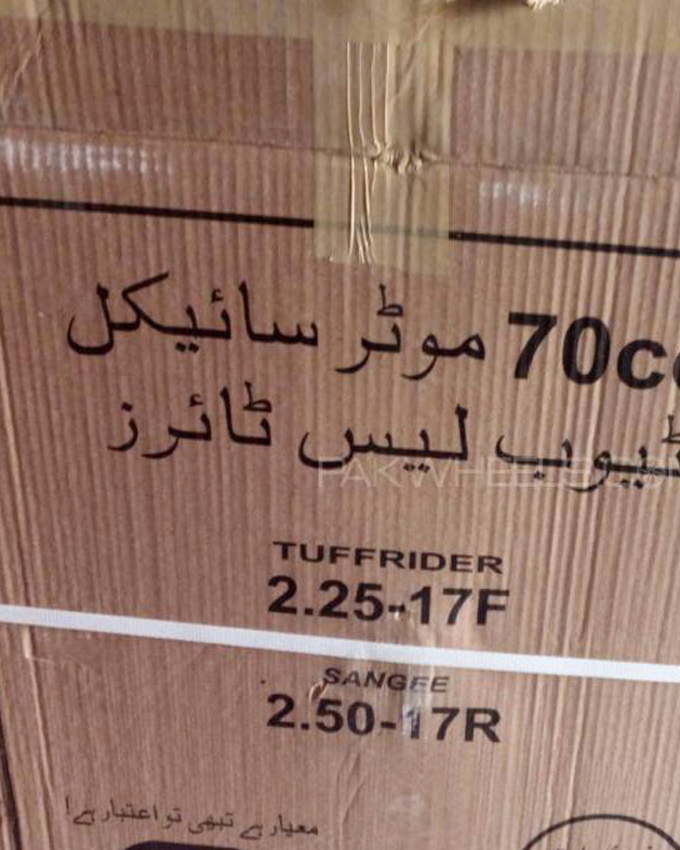 70cc موٹر سائیکل
ٹیوب لیس ٹائرز
PAKWHEELS
TUFFRIDER
2.25-17F
SANGEE
2.50-17R
معیار ہے تبھی تو اعتبار ہے!